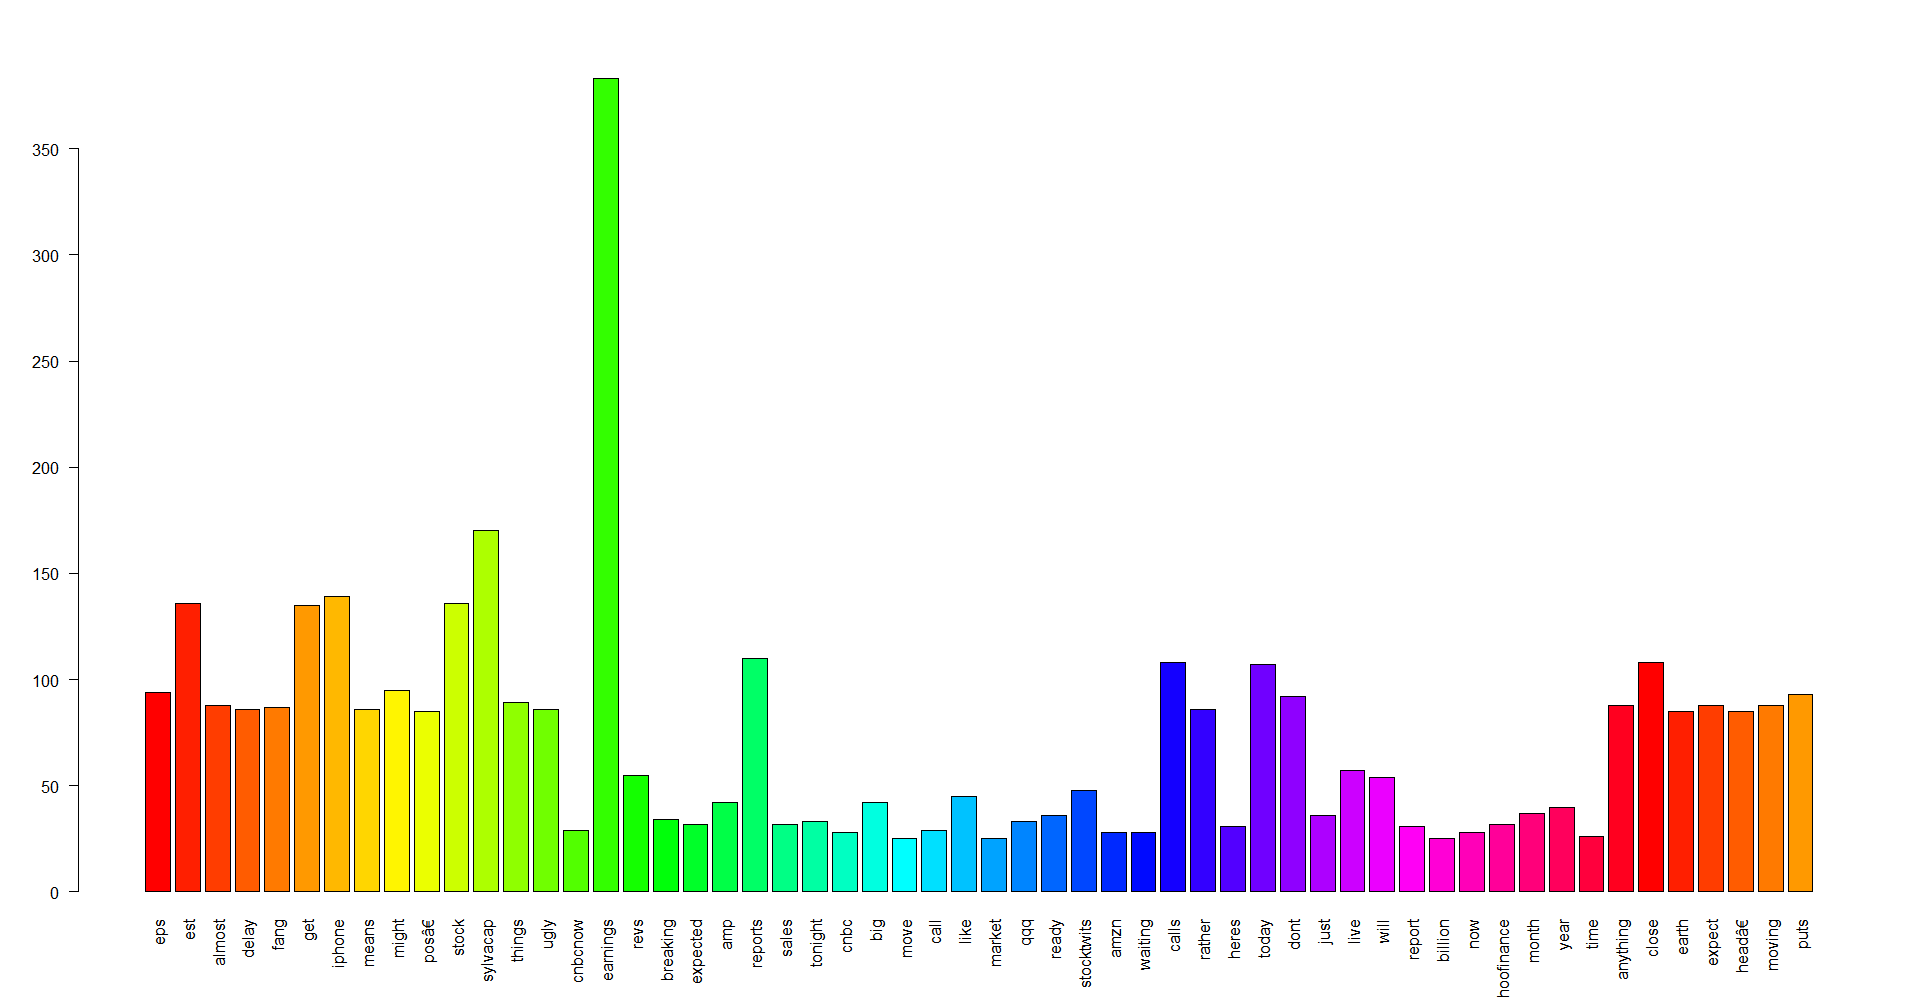 350
300
250
200
150
100
50
0
eps
est
almost
delay
fang
get
iphone
means
might
posâ€
stock
sylvacap
things
ugly
cnbcnow
earnings
revs
breaking
expected
amp
reports
sales
tonight
cnbc
big
move
call
like
market
qqq
ready
stocktwits
amzn
waiting
calls
rather
heres
today
dont
just
live
will
report
billion
now
hoofinance
month
year
time
anything
close
earth
expect
headâ€
moving
puts